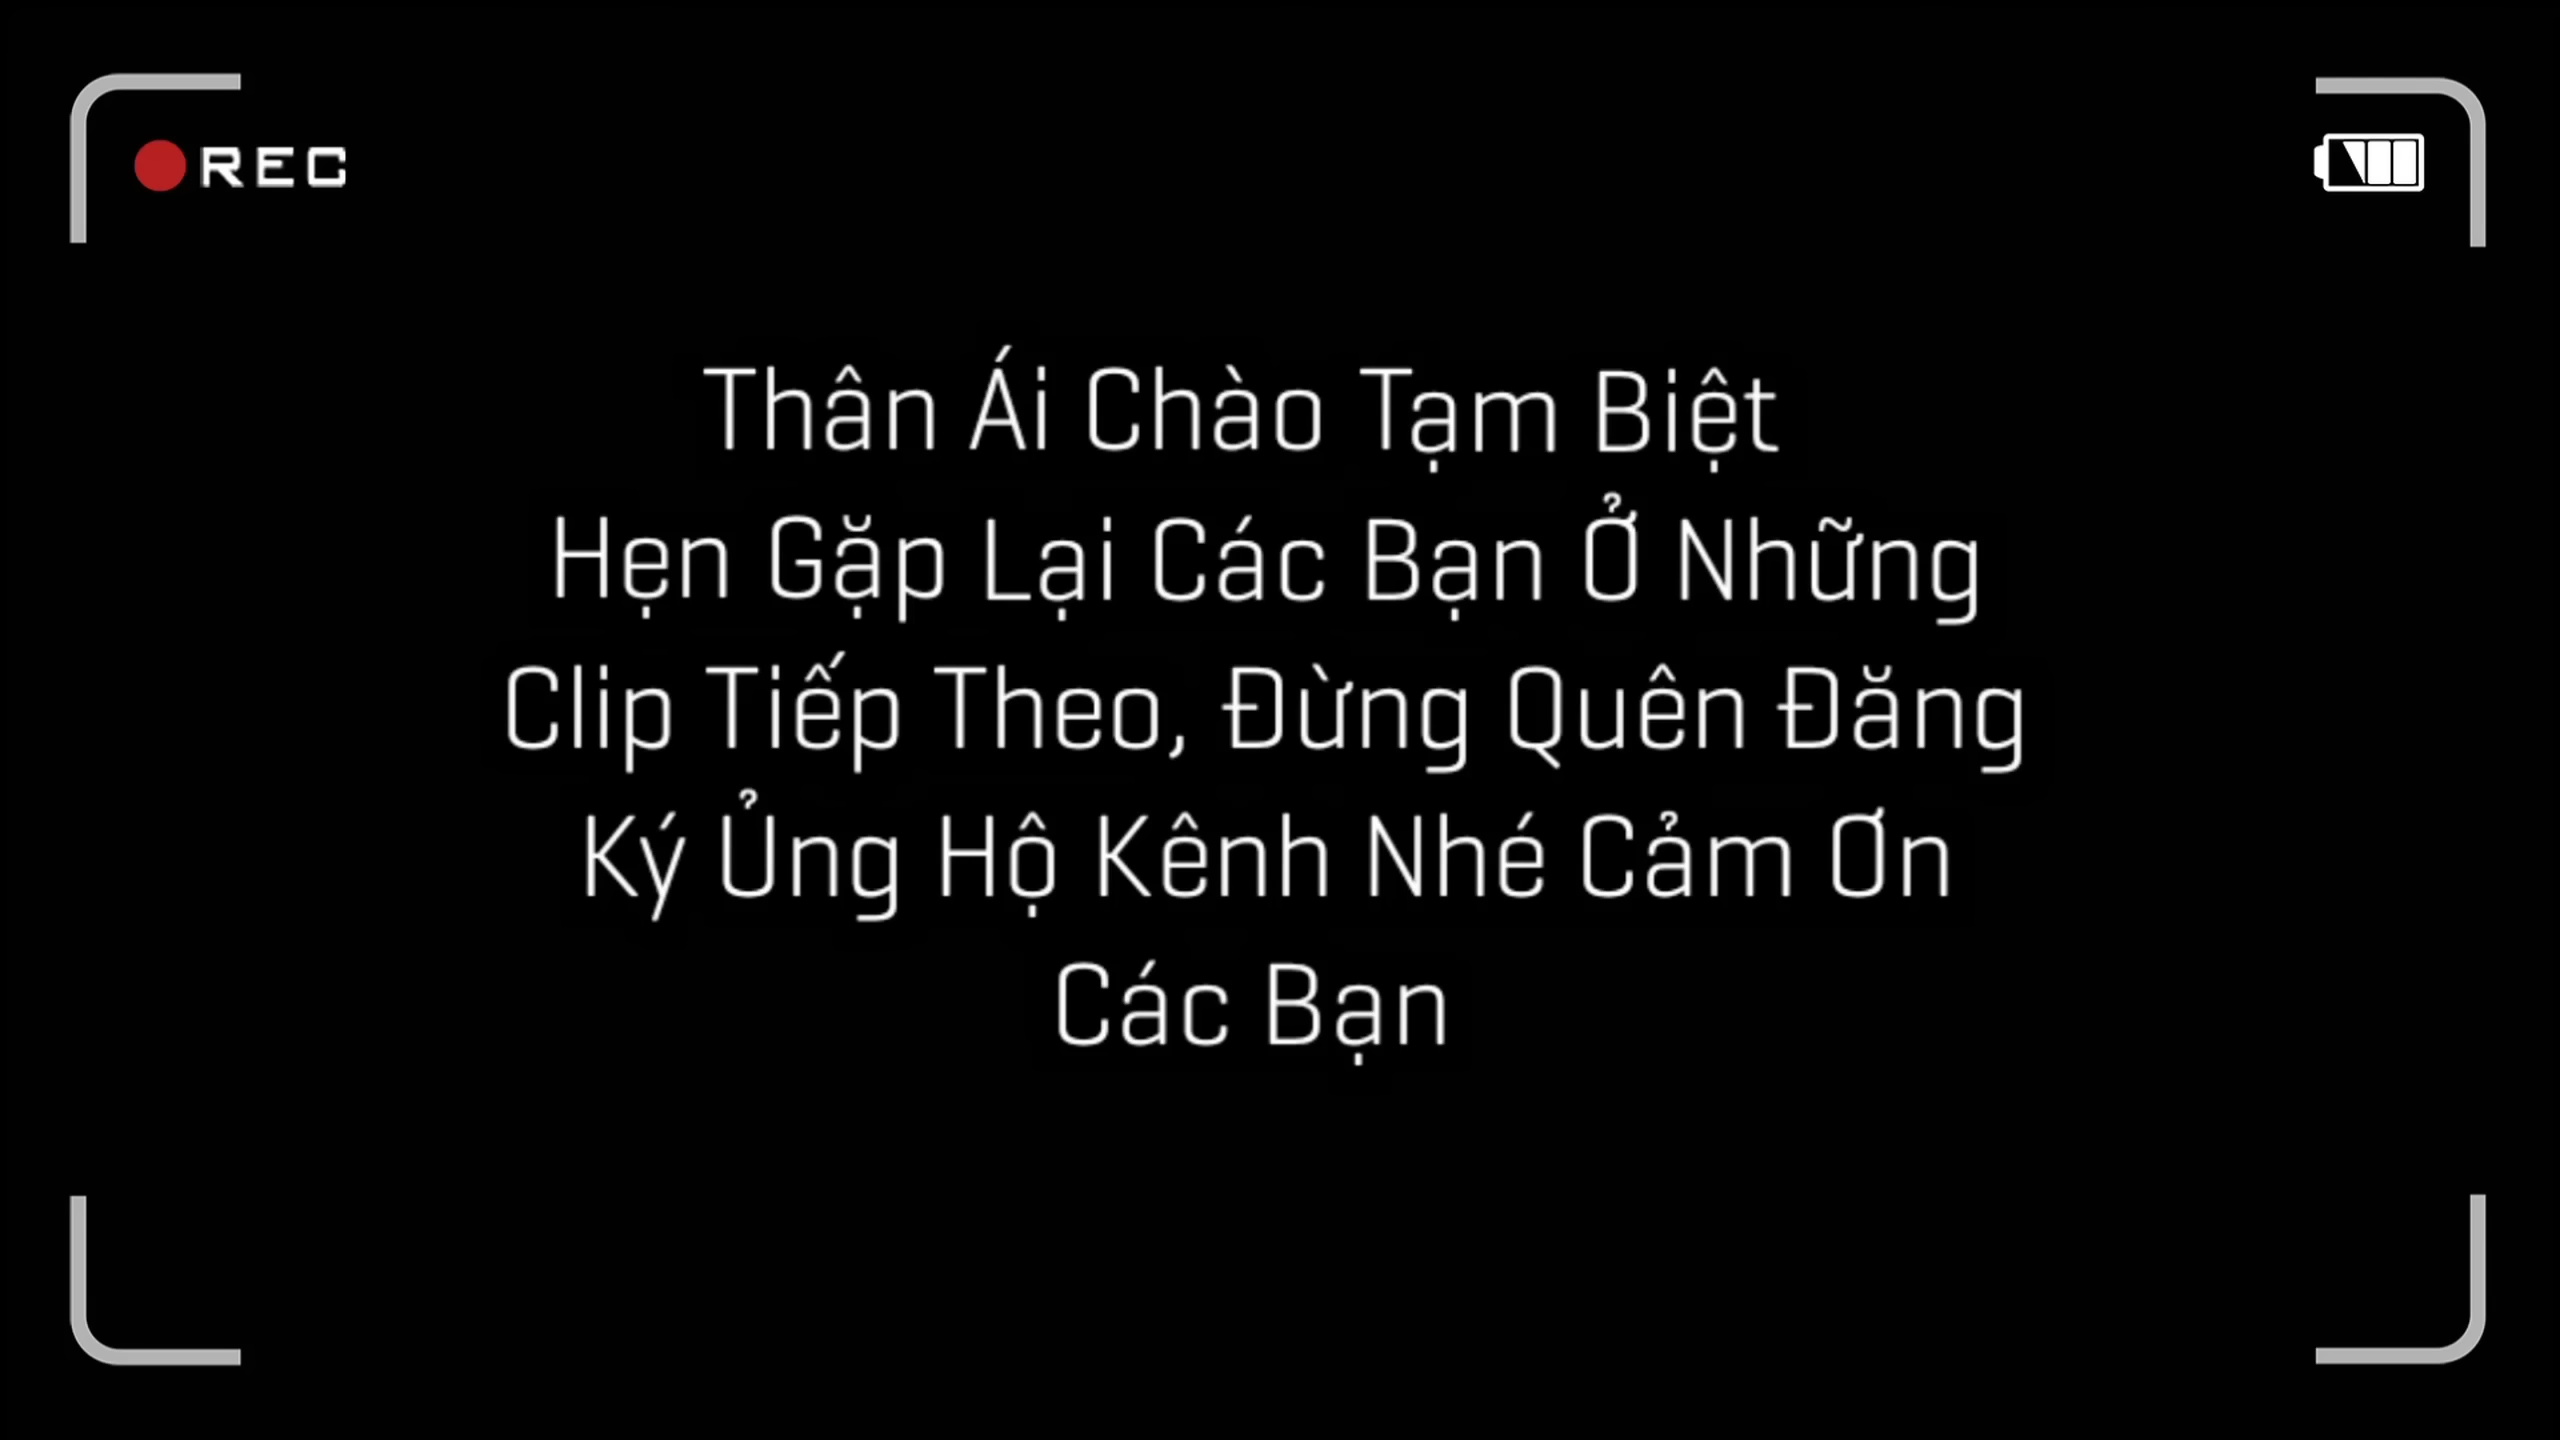 REC
Thân Ái Chào Tạm Biệt
Hẹn Gặp Lại Các Bạn Ở Những
Clip Tiếp Theo, Đừng Quên Đăng
Ký Ủng Hộ Kênh Nhé Cảm Ơn
Các Bạn